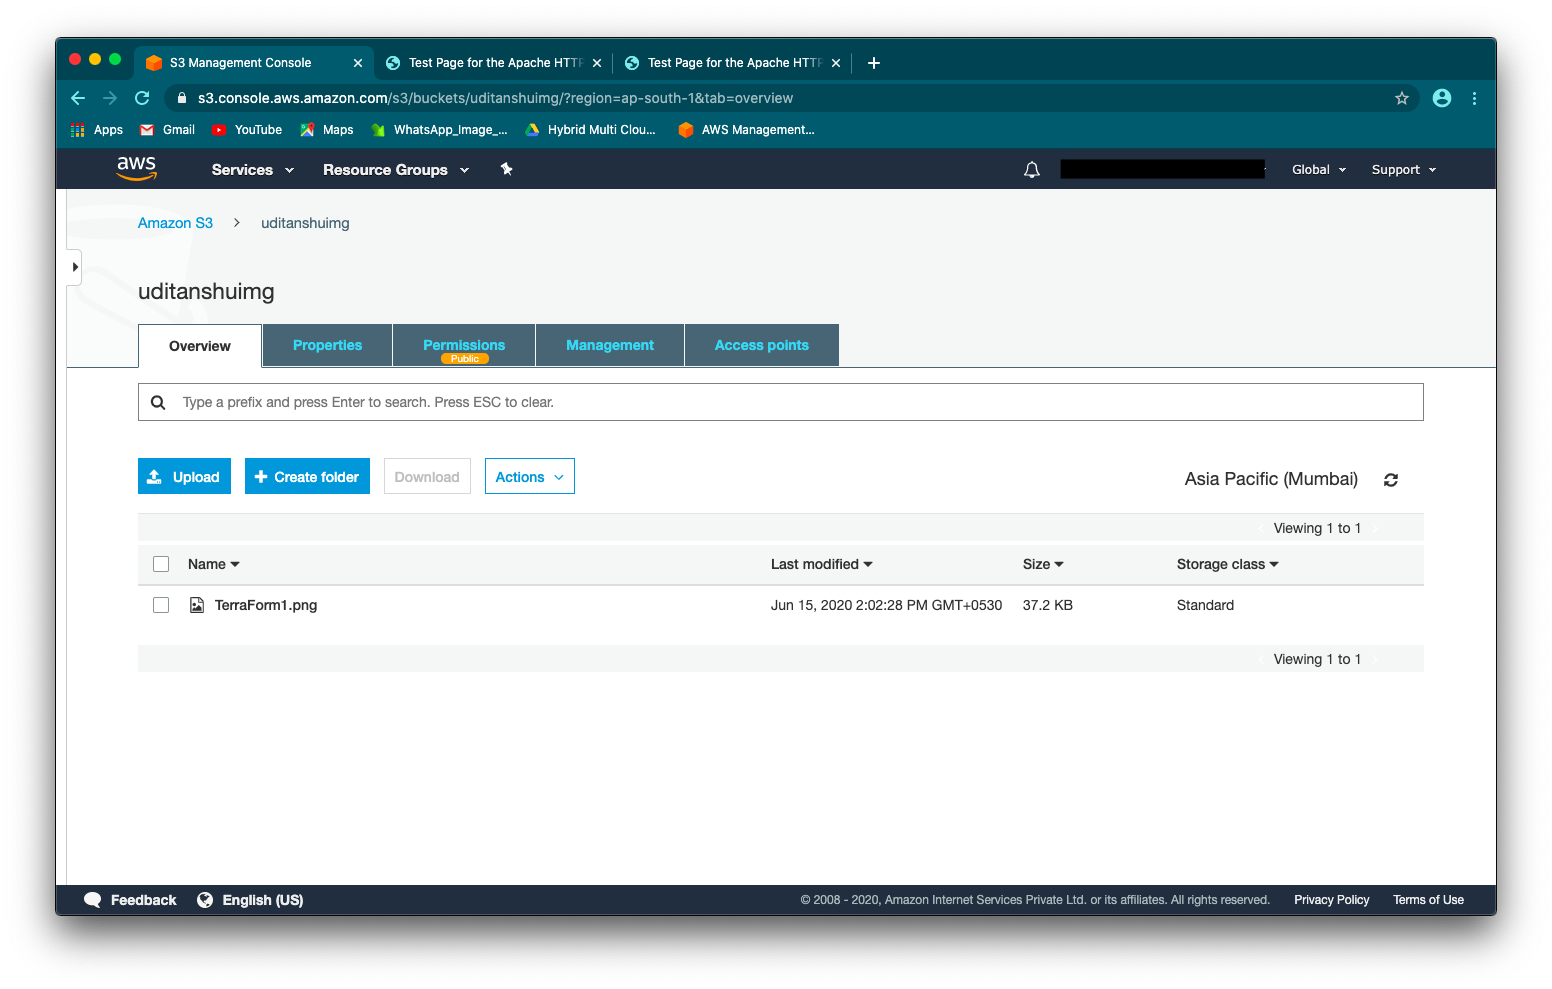 S3 Management Console
Test Page for the Apache HTTP
Test Page for the Apache HTTP
s3.console.aws.amazon.com/s3/buckets/uditanshuimg/?region=ap-south-1&tab=overview
Apps Gmail YouTube Maps WhatsApp_Image_... Hybrid Multi Clou... AWS Management...
aws Services Resource Groups Global Support
Amazon S3 > uditanshuimg
uditanshuimg
Overview Properties Permissions Management Access points
Public
Type a prefix and press Enter to search. Press ESC to clear.
Upload + Create folder Download Actions Asia Pacific (Mumbai)
Viewing 1 to 1
Name Last modified Size Storage class
TerraForm1.png Jun 15, 2020 2:02:28 PM GMT+0530 37.2 KB Standard
Viewing 1 to 1
Feedback English (US) © 2008 - 2020, Amazon Internet Services Private Ltd. or its affiliates. All rights reserved. Privacy Policy Terms of Use